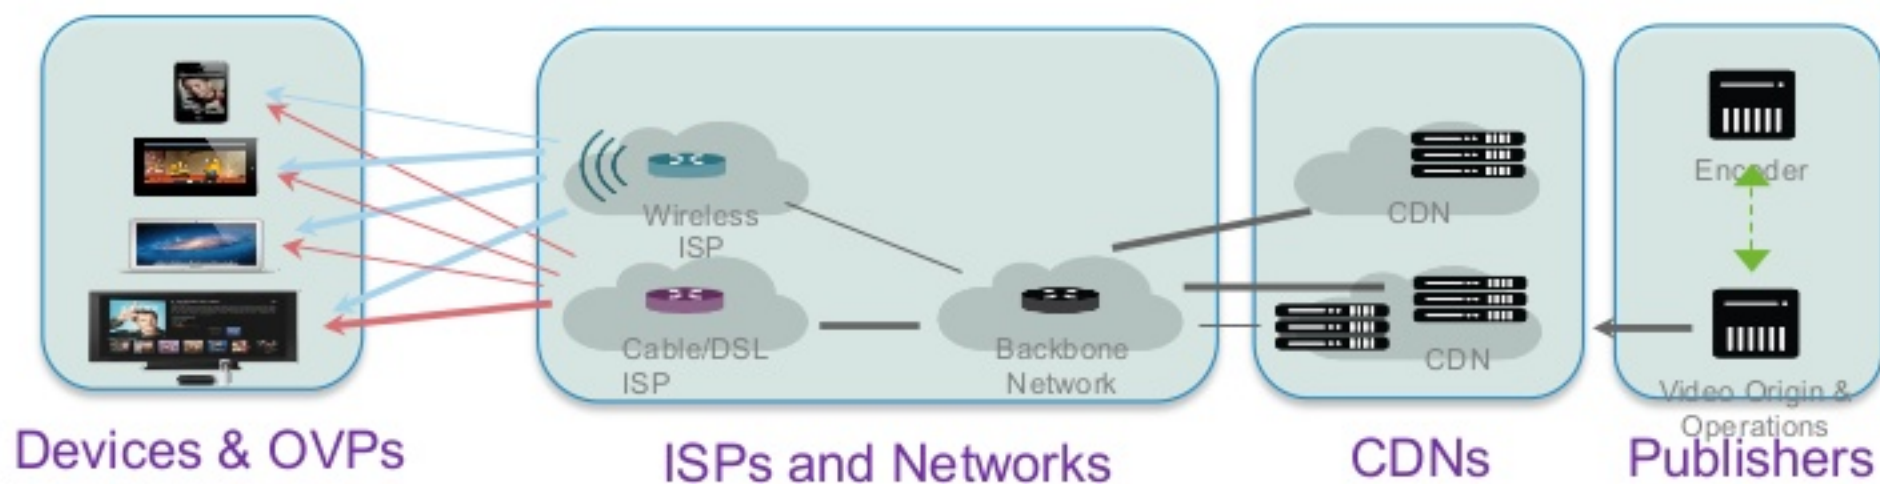 Wireless
ISP
Cable/DSL
ISP
Backbone
Network
CDN
CDN
Encoder
Video Origin &
Operations
Devices & OVPs
ISPs and Networks
CDNs
Publishers